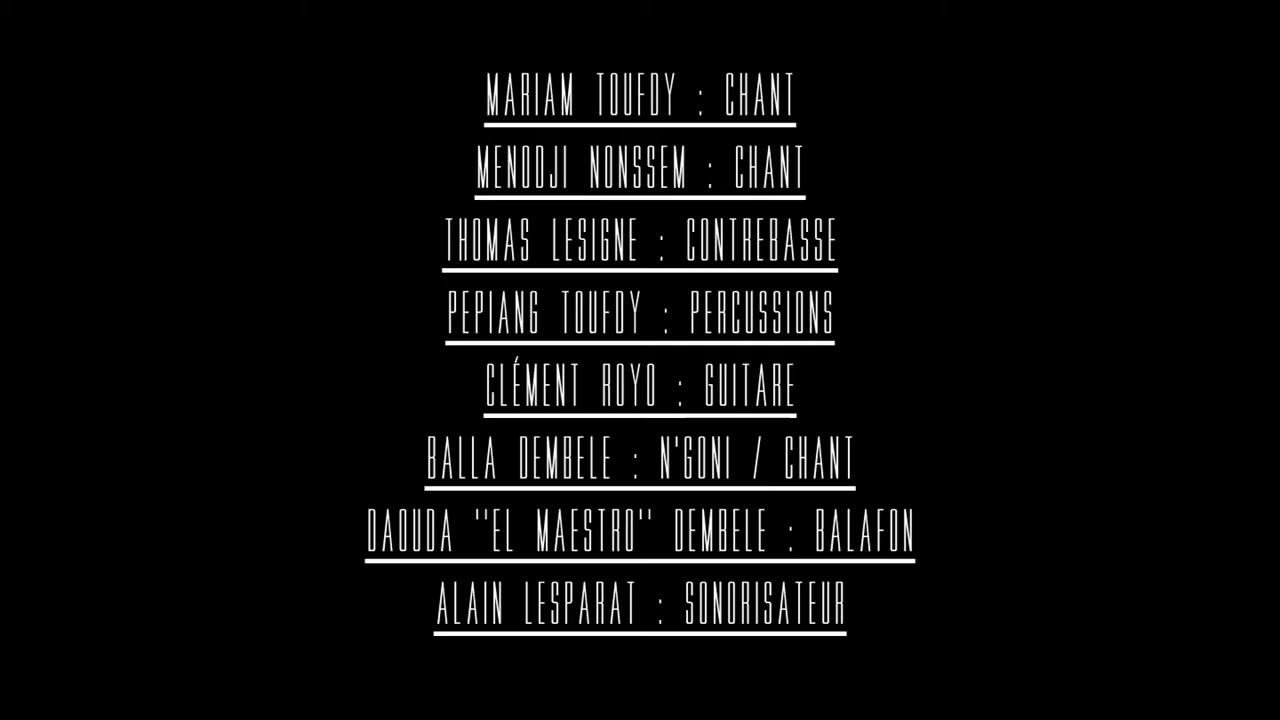 MARIAM TOUFDY : CHANT
MENODJI NONSSEM : CHANT
THOMAS LESIGNE : CONTREBASSE
PEPIANG TOUFDY : PERCUSSIONS
CLÉMENT ROYO : GUITARE
BALLA DEMBELE : N'GONI / CHANT
DAOUDA "EL MAESTRO" DEMBELE : BALAFON
ALAIN LESPARAT : SONORISATEUR